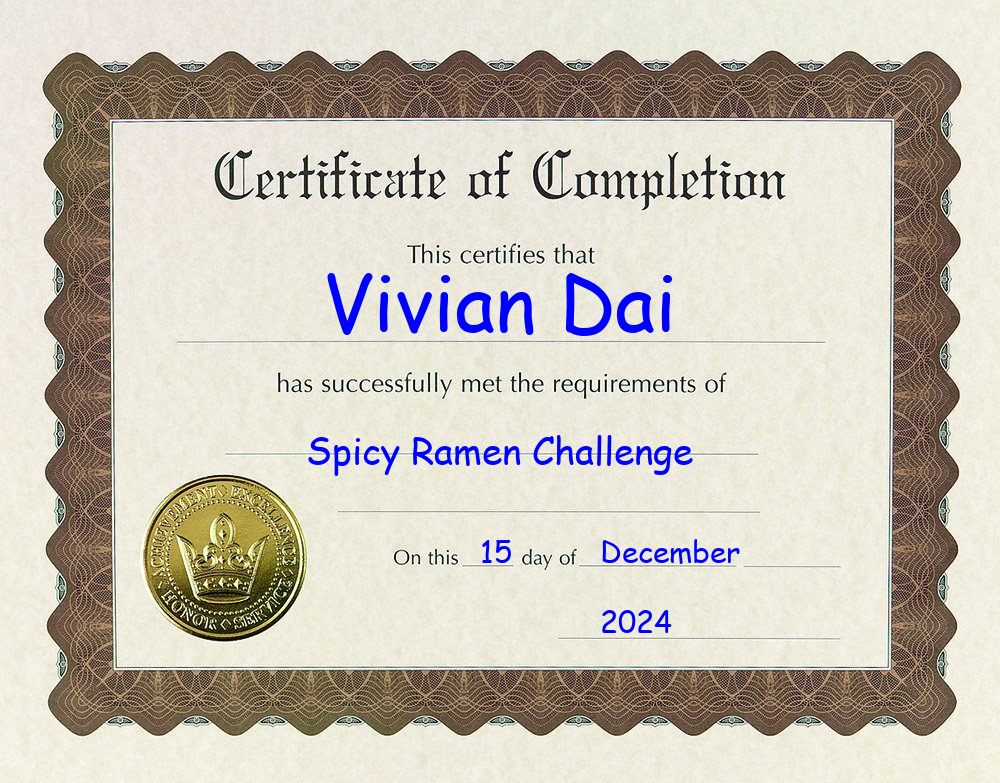 Certificate of Completion
This certifies that
Vivian Dai
has successfully met the requirements of
Spicy Ramen Challenge
On this 15 day of December
2024
ACHIEVEMENT EXCELLENCE
HONOR SERVICE